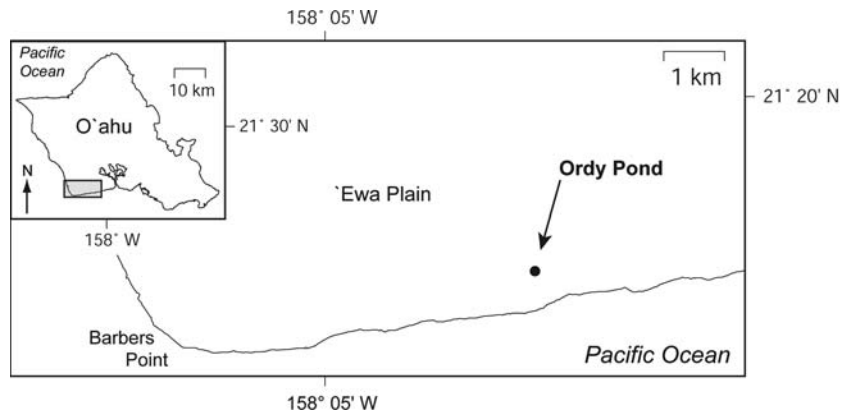 158˚ 05' W
Pacific
Ocean
10 km
O`ahu
N
21˚ 30' N
158˚ W
1 km
21˚ 20' N
Ordy Pond
`Ewa Plain
Barbers
Point
Pacific Ocean
158° 05' W